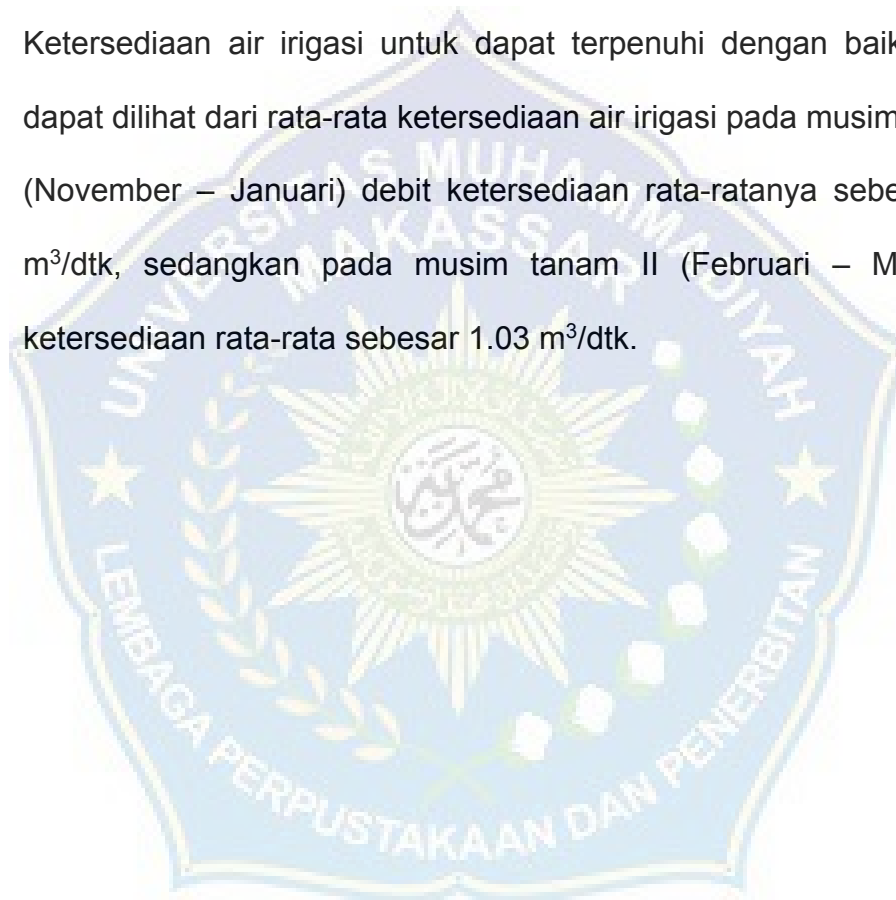 Ketersediaan air irigasi untuk dapat terpenuhi dengan baik
dapat dilihat dari rata-rata ketersediaan air irigasi pada musim
(November – Januari) debit ketersediaan rata-ratanya sebe
m³/dtk, sedangkan pada musim tanam II (Februari – M
ketersediaan rata-rata sebesar 1.03 m³/dtk.
UNIVERSITAS MUHAMMADIYAH
MAKASSAR
LEMBAGA PERPUSTAKAAN DAN PENERBITAN